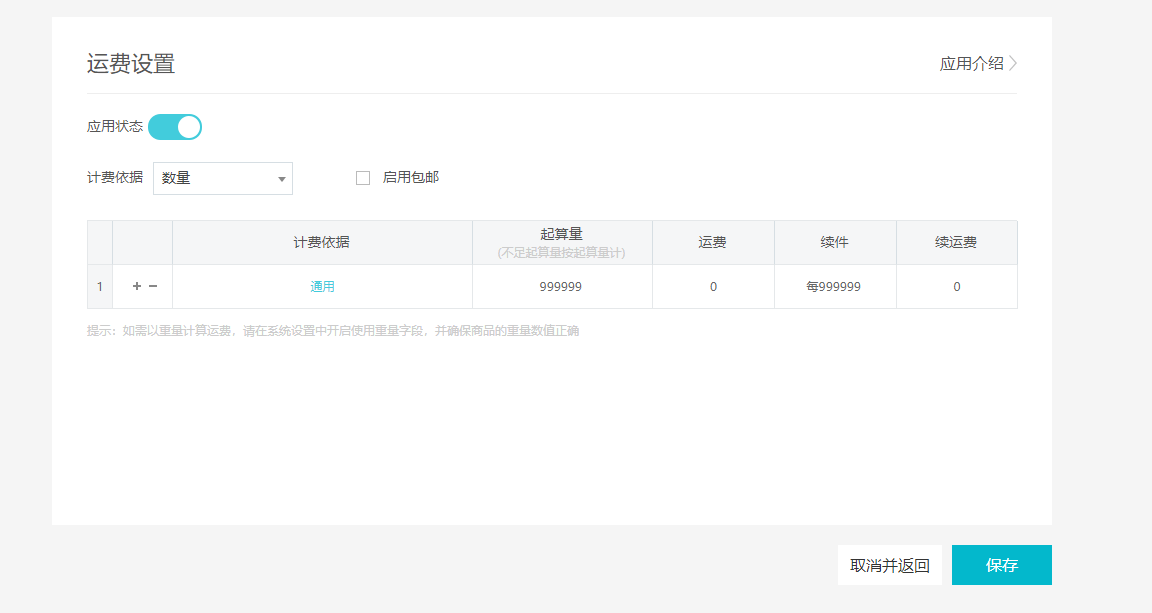 运费设置
应用介绍
应用状态
计费依据 数量 启用包邮
计费依据 起算量 运费 续件 续运费
(不足起算量按起算量计)
1 通用 999999 0 每999999 0
提示：如需以重量计算运费，请在系统设置中开启使用重量字段，并确保商品的重量数值正确
取消并返回 保存